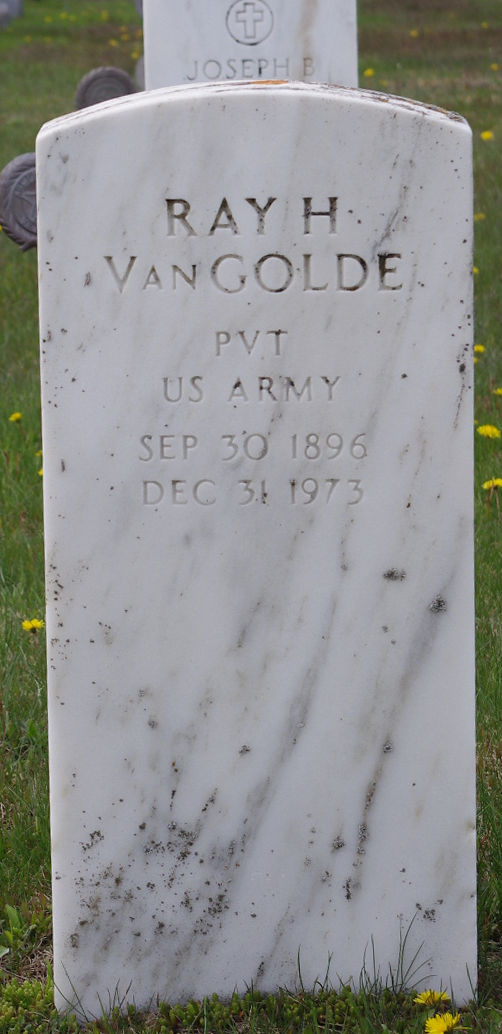 JOSEPH B
RAY H
VanGOLDE
PVT
US ARMY
SEP 30 1896
DEC 31 1973